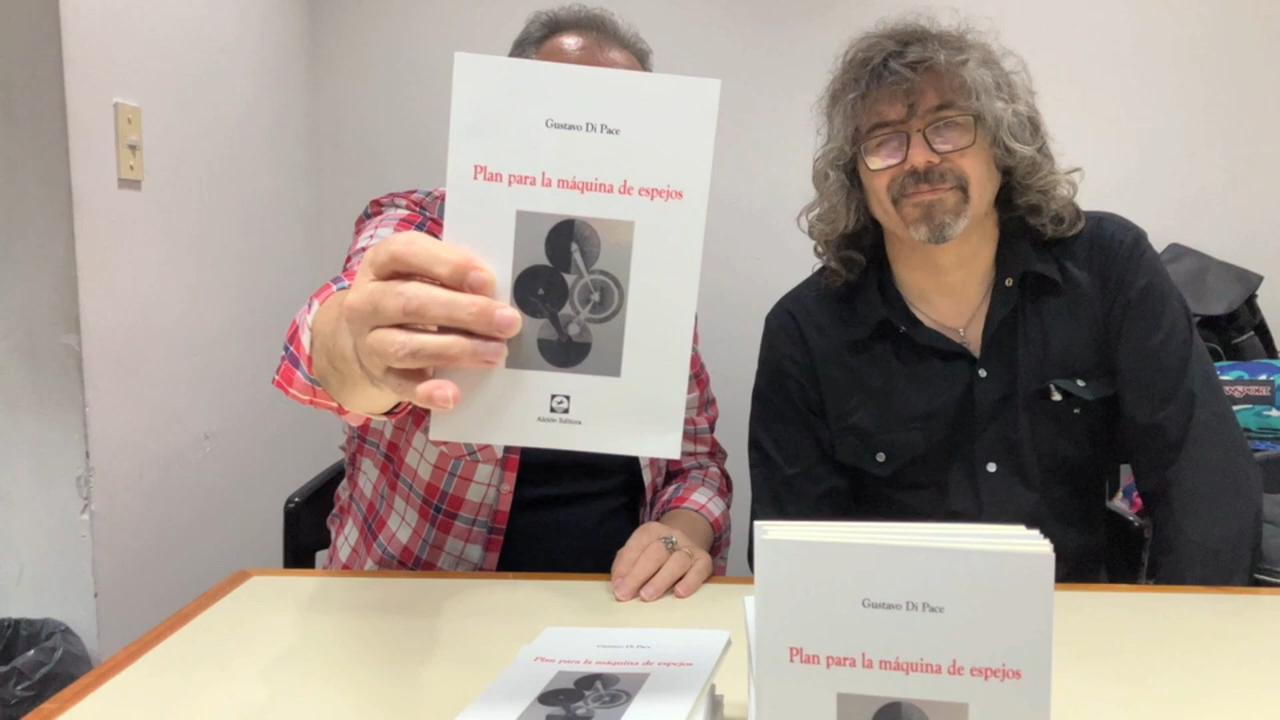 Gustavo Di Pace
Plan para la máquina de espejos
Alción Editora
Gustavo Di Pace
Plan para la máquina de espejos
Gustavo Di Pace
Plan para la máquina de espejos